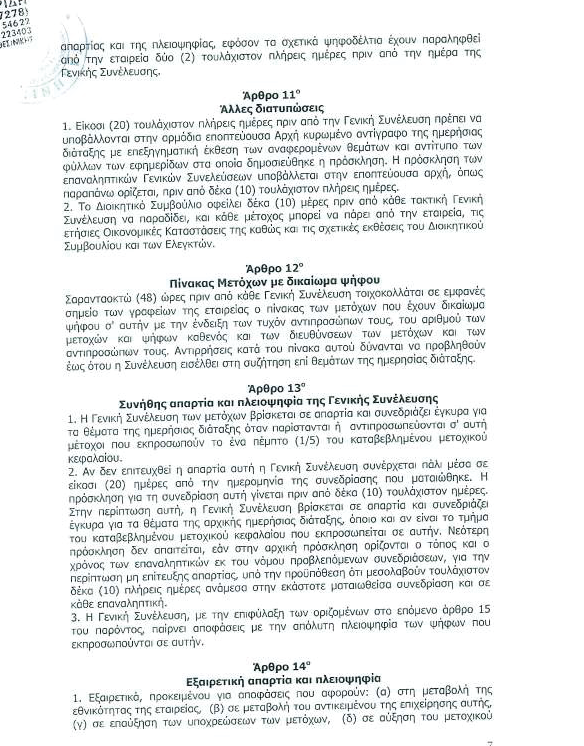 7278
54622
223403
απαρτίας και της πλειοψηφίας, εφόσον τα σχετικά ψηφοδέλτια έχουν παραληφθεί
από την εταιρεία δύο (2) τουλάχιστον πλήρεις ημέρες πριν από την ημέρα της
Γενικής Συνέλευσης.
Άρθρο 11°
Άλλες διατυπώσεις
1. Είκοσι (20) τουλάχιστον πλήρεις ημέρες πριν από την Γενική Συνέλευση πρέπει να
υποβάλλονται στην αρμόδια εποπτεύουσα Αρχή κυρωμένο αντίγραφο της ημερήσιας
διάταξης με επεξηγηματική έκθεση των αναφερομένων θεμάτων και αντίτυπο των
φύλλων των εφημερίδων στα οποία δημοσιεύθηκε η πρόσκληση. Η πρόσκληση των
επαναληπτικών Γενικών Συνελεύσεων υποβάλλεται στην εποπτεύουσα αρχή, όπως
παραπάνω ορίζεται, πριν από δέκα (10) τουλάχιστον πλήρεις ημέρες.
2. Το Διοικητικό Συμβούλιο οφείλει δέκα (10) μέρες πριν από κάθε τακτική Γενική
Συνέλευση να παραδίδει, και κάθε μέτοχος μπορεί να πάρει από την εταιρεία, τις
ετήσιες Οικονομικές Καταστάσεις της καθώς και τις σχετικές εκθέσεις του Διοικητικού
Συμβουλίου και των Ελεγκτών.
Άρθρο 12°
Πίνακας Μετόχων με δικαίωμα ψήφου
Σαρανταοκτώ (48) ώρες πριν από κάθε Γενική Συνέλευση τοιχοκολλάται σε εμφανές
σημείο των γραφείων της εταιρείας ο πίνακας των μετόχων που έχουν δικαίωμα
ψήφου σ' αυτήν με την ένδειξη των τυχόν αντιπροσώπων τους, του αριθμού των
μετοχών και ψήφων καθενός και των διευθύνσεων των μετόχων και των
αντιπροσώπων τους. Αντιρρήσεις κατά του πίνακα αυτού δύνανται να προβληθούν
έως ότου η Συνέλευση εισέλθει στη συζήτηση επί θεμάτων της ημερησίας διάταξης.
Άρθρο 13°
Συνήθης απαρτία και πλειοψηφία της Γενικής Συνέλευσης
1. Η Γενική Συνέλευση των μετόχων βρίσκεται σε απαρτία και συνεδριάζει έγκυρα για
τα θέματα της ημερήσιας διάταξης όταν παρίστανται ή αντιπροσωπεύονται σ' αυτή
μέτοχοι που εκπροσωπούν το ένα πέμπτο (1/5) του καταβεβλημένου μετοχικού
κεφαλαίου.
2. Αν δεν επιτευχθεί η απαρτία αυτή η Γενική Συνέλευση συνέρχεται πάλι μέσα σε
είκοσι (20) ημέρες από την ημερομηνία της συνεδρίασης που ματαιώθηκε. Η
πρόσκληση για τη συνεδρίαση αυτή γίνεται πριν από δέκα (10) τουλάχιστον ημέρες.
Στην περίπτωση αυτή, η Γενική Συνέλευση βρίσκεται σε απαρτία και συνεδριάζει
έγκυρα για τα θέματα της αρχικής ημερήσιας διάταξης, όποιο και αν είναι το τμήμα
του καταβεβλημένου μετοχικού κεφαλαίου που εκπροσωπείται σε αυτήν. Νεότερη
πρόσκληση δεν απαιτείται, εάν στην αρχική πρόσκληση ορίζονται ο τόπος και ο
χρόνος των επαναληπτικών εκ του νόμου προβλεπόμενων συνεδριάσεων, για την
περίπτωση μη επίτευξης απαρτίας, υπό την προϋπόθεση ότι μεσολαβούν τουλάχιστον
δέκα (10) πλήρεις ημέρες ανάμεσα στην εκάστοτε ματαιωθείσα συνεδρίαση και σε
κάθε επαναληπτική.
3. Η Γενική Συνέλευση, με την επιφύλαξη των οριζομένων στο επόμενο άρθρο 15
του παρόντος, παίρνει αποφάσεις με την απόλυτη πλειοψηφία των ψήφων που
εκπροσωπούνται σε αυτήν.
Άρθρο 14°
Εξαιρετική απαρτία και πλειοψηφία
1. Εξαιρετικά, προκειμένου για αποφάσεις που αφορούν: (α) στη μεταβολή της
εθνικότητας της εταιρείας, (β) σε μεταβολή του αντικειμένου της επιχείρησης αυτής,
(γ) σε επαύξηση των υποχρεώσεων των μετόχων, (δ) σε αύξηση του μετοχικού
7